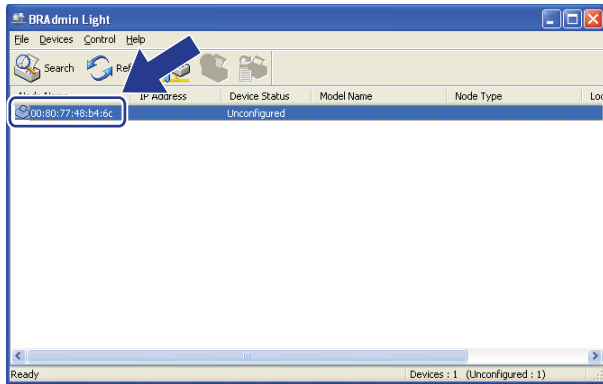 BRAdmin Light
File Devices Control Help
Search
IP Address Device Status Model Name Node Type
00:80:77:48:b4:6c Unconfigured
Ready Devices : 1 (Unconfigured : 1)